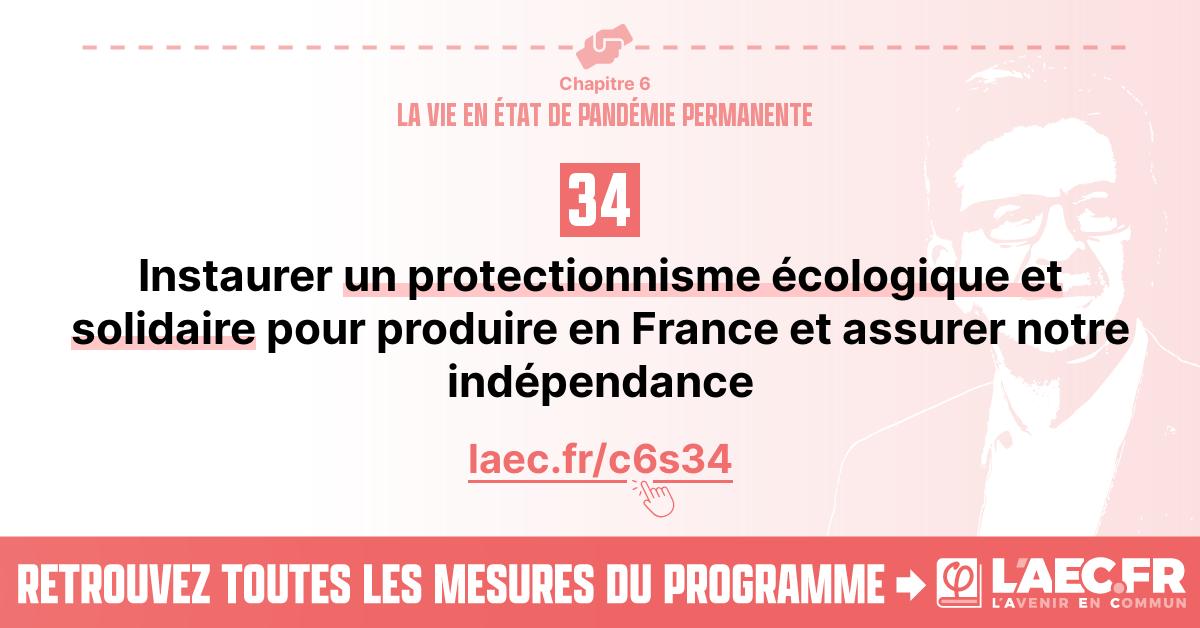 Chapitre 6
LA VIE EN ÉTAT DE PANDÉMIE PERMANENTE
34
Instaurer un protectionnisme écologique et
solidaire pour produire en France et assurer notre
indépendance
laec.fr/c6s34
RETROUVEZ TOUTES LES MESURES DU PROGRAMME
φ
L'AEC.FR
L'AVENIR EN COMMUN